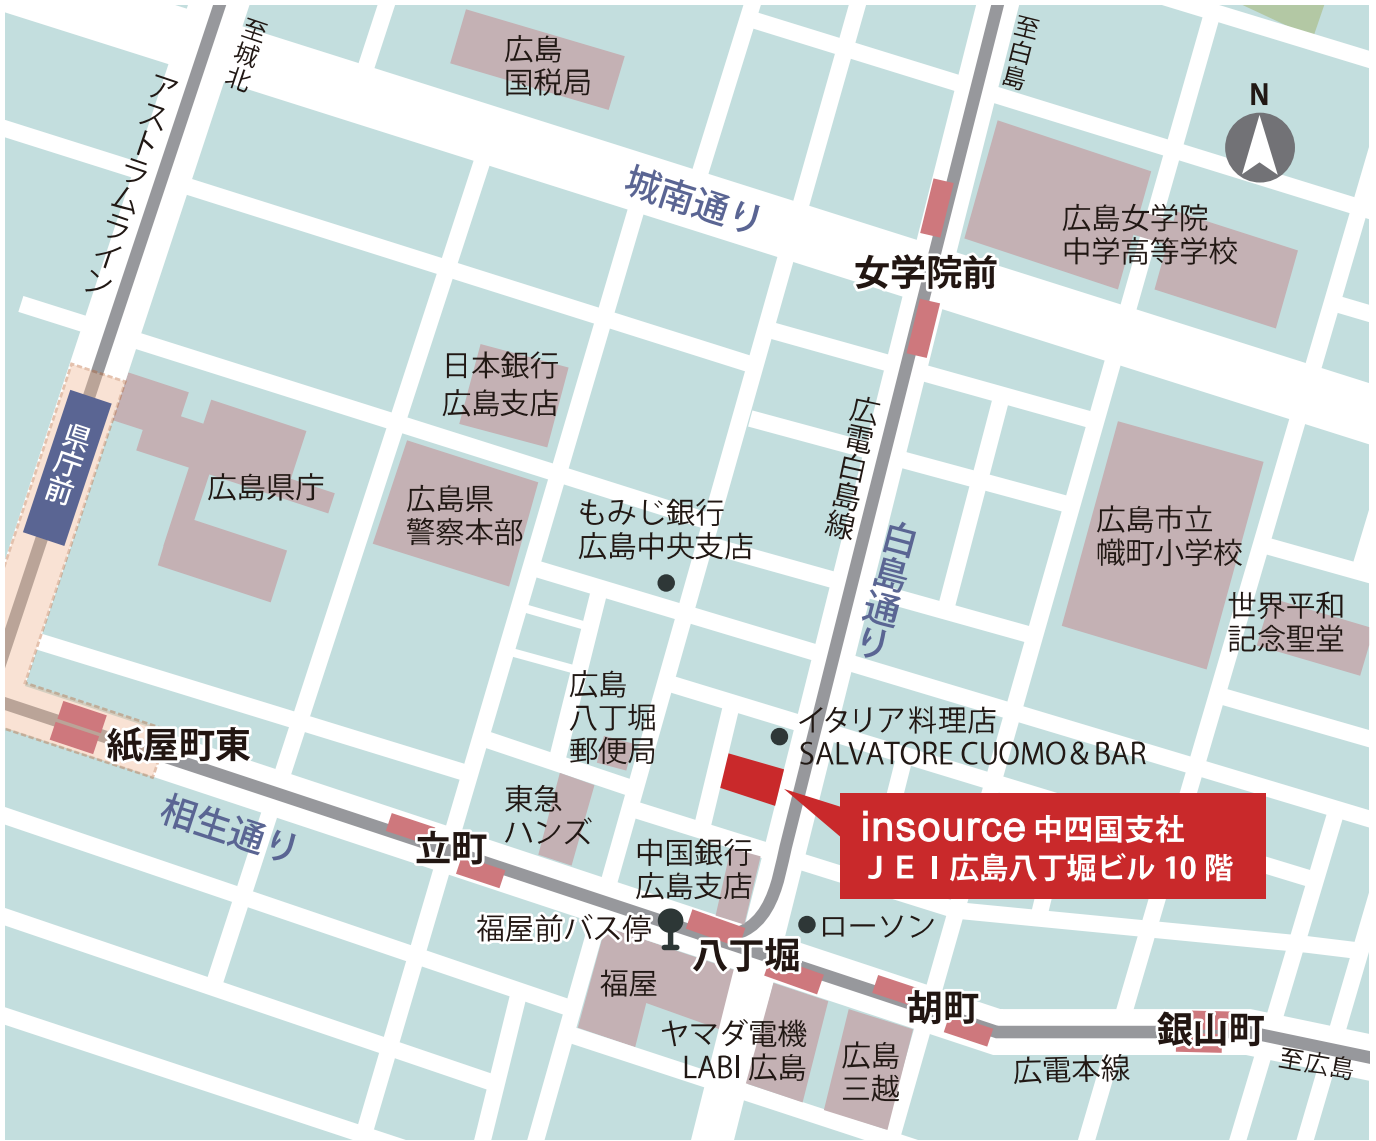 至城北
アストラムライン
広島
国税局
至白島
N
城南通り
女学院前
広島女学院
中学高等学校
日本銀行
広島支店
県庁前
広島県庁
広島県
警察本部
もみじ銀行
広島中央支店
広電白島線
白島通り
広島市立
幟町小学校
世界平和
記念聖堂
広島
八丁堀
郵便局
イタリア料理店
SALVATORE CUOMO＆BAR
紙屋町東
相生通り
立町
東急
ハンズ
insource 中四国支社
ＪＥＩ広島八丁堀ビル 10 階
中国銀行
広島支店
福屋前バス停
八丁堀
ローソン
福屋
ヤマダ電機
LABI 広島
広島
三越
胡町
広電本線
銀山町
至広島